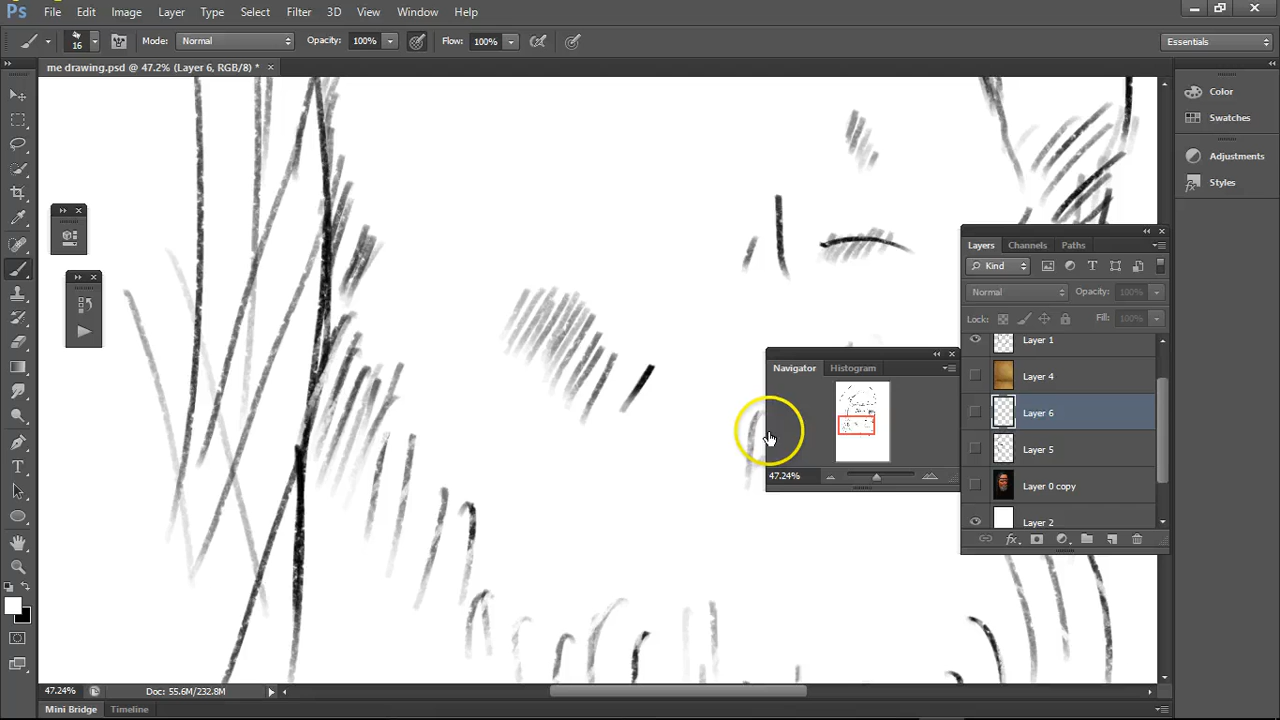 Ps File Edit Image Layer Type Select Filter 3D View Window Help
16 Mode: Normal Opacity: 100% Flow: 100% Essentials
me drawing.psd @ 47.2% (Layer 6, RGB/8) *
Color
Swatches
Adjustments
Styles
Layers Channels Paths
Kind
Normal Opacity: 100%
Lock: Fill: 100%
Layer 1
Layer 4
Layer 6
Layer 5
Layer 0 copy
Layer 2
Navigator Histogram
47.24%
47.24% Doc: 55.6M/232.8M
Mini Bridge Timeline